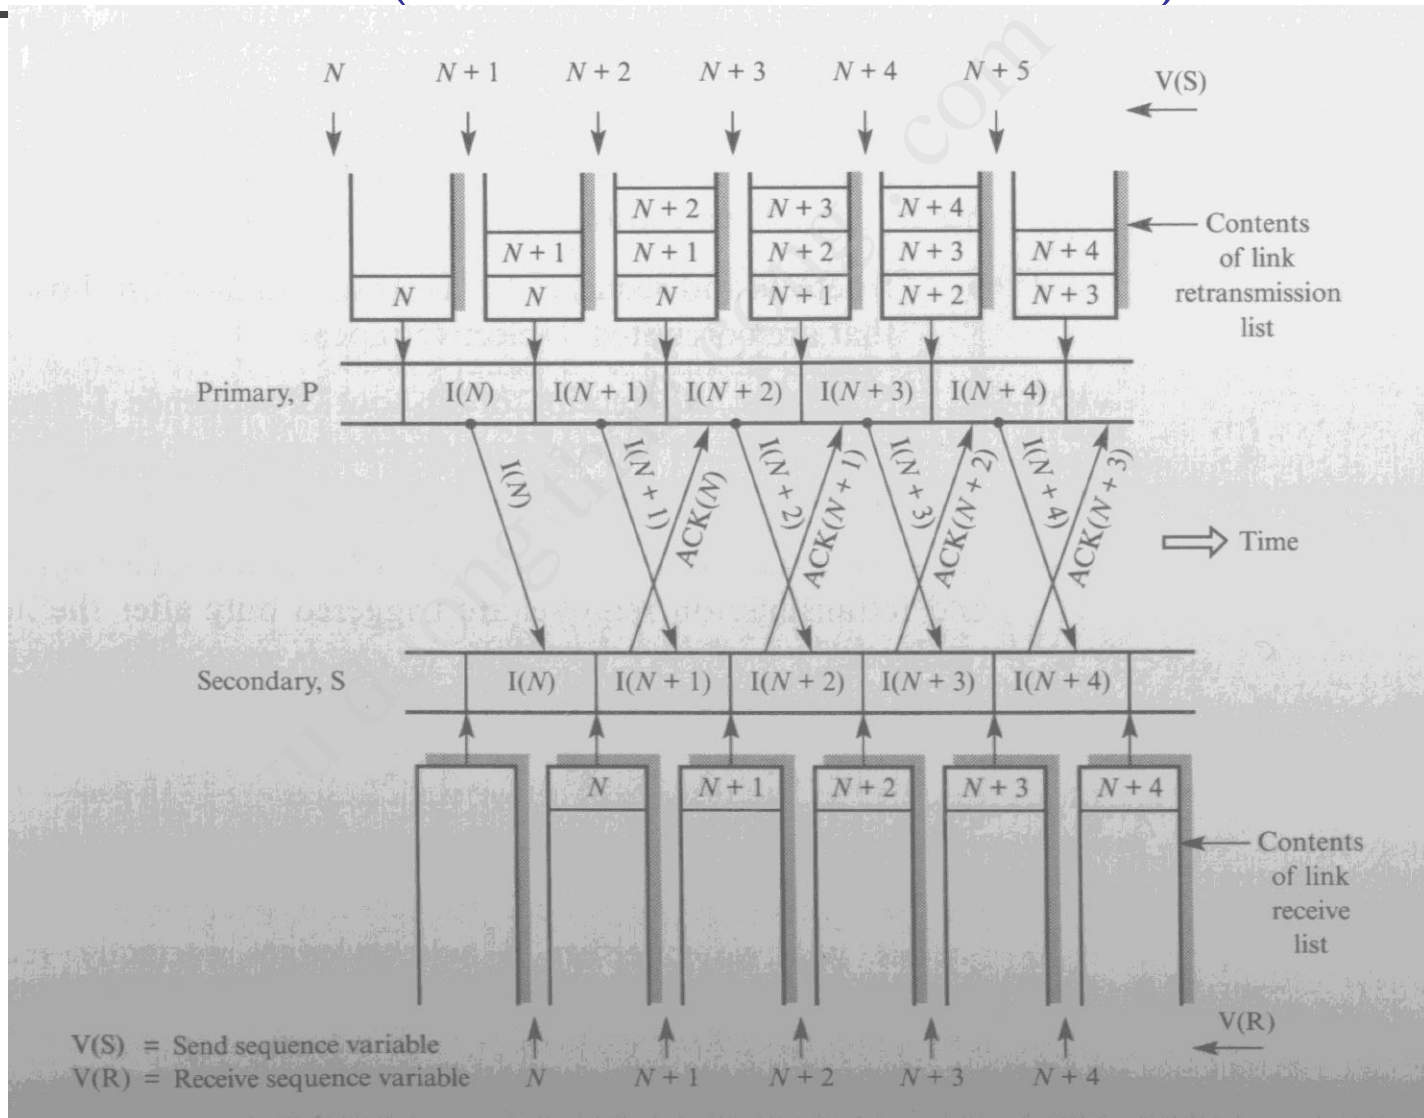 N N + 1 N + 2 N + 3 N + 4 N + 5 V(S)
N + 2 N + 3 N + 4
N + 1 N + 1 N + 2 N + 3 N + 4
N N N N + 1 N + 2 N + 3
Contents
of link
retransmission
list
Primary, P I(N) I(N + 1) I(N + 2) I(N + 3) I(N + 4)
I(N) I(N + 1) ACK(N) I(N + 2) ACK(N + 1) I(N + 3) ACK(N + 2) I(N + 4) ACK(N + 3)
Time
Secondary, S I(N) I(N + 1) I(N + 2) I(N + 3) I(N + 4)
N N + 1 N + 2 N + 3 N + 4
Contents
of link
receive
list
V(R)
V(S) = Send sequence variable
V(R) = Receive sequence variable N N + 1 N + 2 N + 3 N + 4